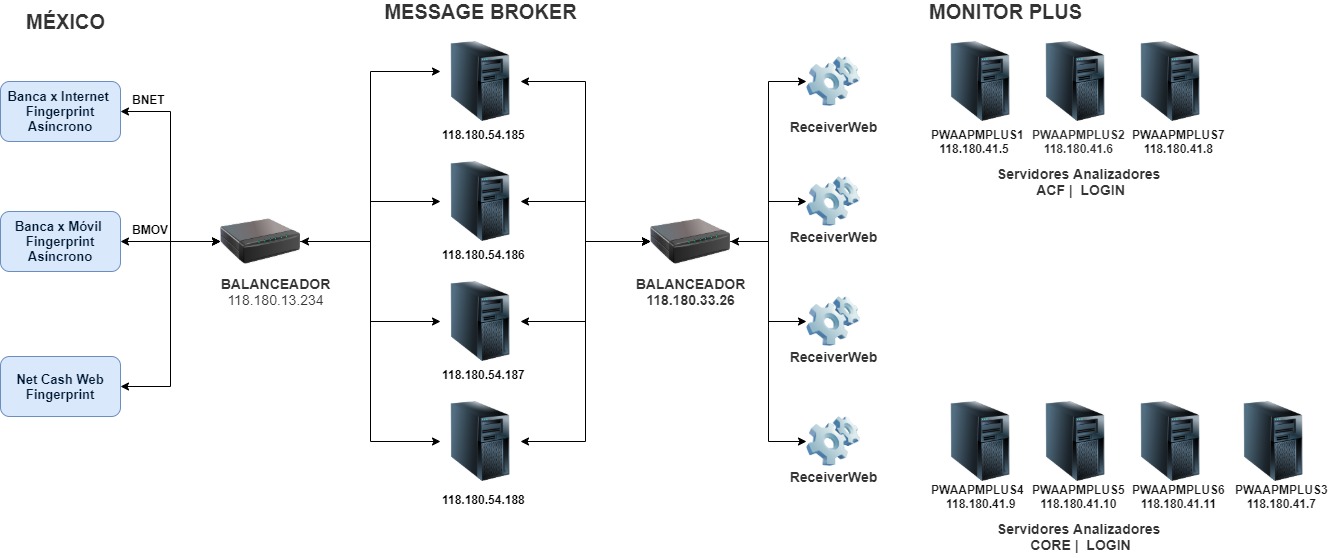 MÉXICO
MESSAGE BROKER
MONITOR PLUS
Banca x Internet
Fingerprint
Asíncrono
BNET
Banca x Móvil
Fingerprint
Asíncrono
BMOV
Net Cash Web
Fingerprint
BALANCEADOR
118.180.13.234
118.180.54.185
118.180.54.186
118.180.54.187
118.180.54.188
BALANCEADOR
118.180.33.26
ReceiverWeb
ReceiverWeb
ReceiverWeb
ReceiverWeb
PWAAPMPLUS1
118.180.41.5
PWAAPMPLUS2
118.180.41.6
PWAAPMPLUS7
118.180.41.8
Servidores Analizadores
ACF | LOGIN
PWAAPMPLUS4
118.180.41.9
PWAAPMPLUS5
118.180.41.10
PWAAPMPLUS6
118.180.41.11
PWAAPMPLUS3
118.180.41.7
Servidores Analizadores
CORE | LOGIN